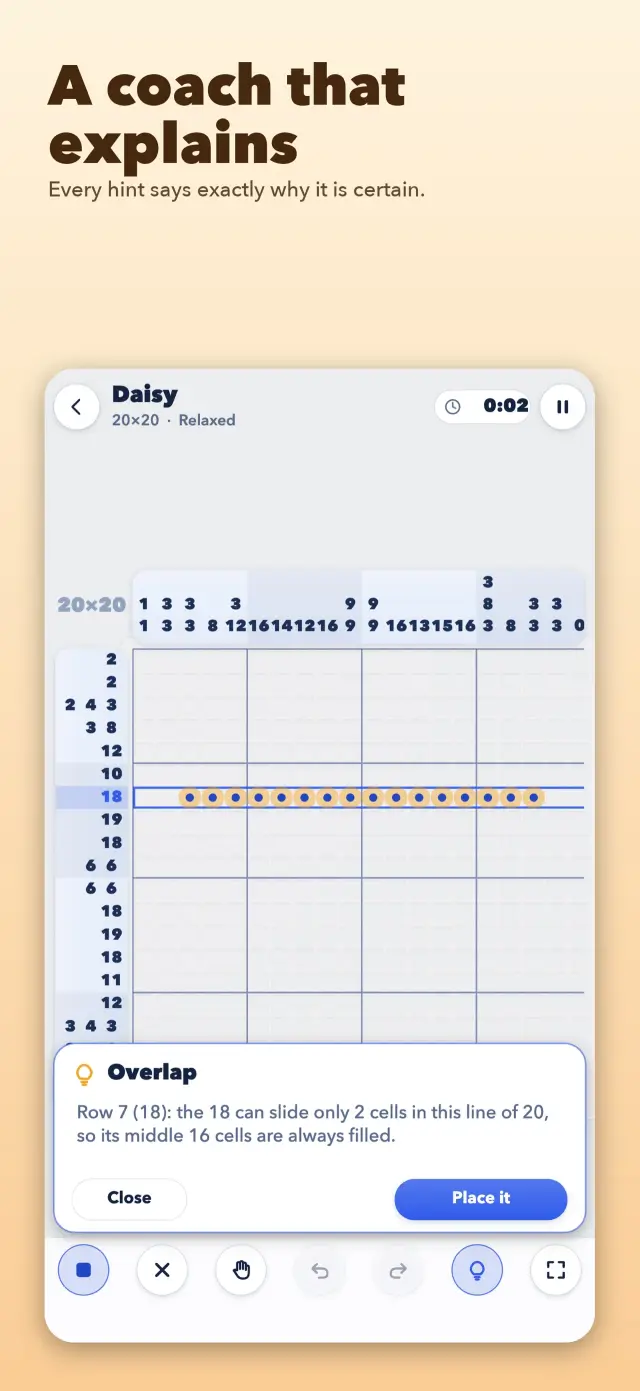 A coach that
explains
Every hint says exactly why it is certain.
Daisy
20×20 · Relaxed
0:02
20×20
3
1 3 3 3 9 9 8 3 3
1 3 3 8 12 16 14 12 16 9 9 16 13 15 16 3 8 3 3 0
2
2
2 4 3
3 8
12
10
18
19
18
6 6
6 6
18
19
18
11
12
3 4 3
Overlap
Row 7 (18): the 18 can slide only 2 cells in this line of 20,
so its middle 16 cells are always filled.
Close
Place it